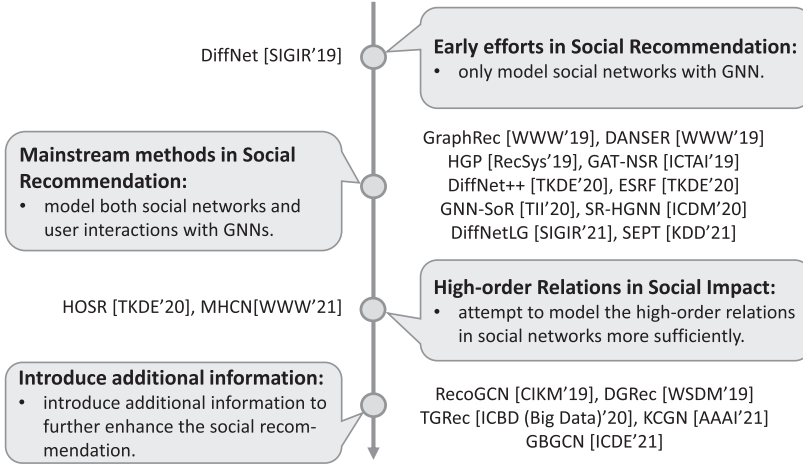 DiffNet [SIGIR'19]
Early efforts in Social Recommendation:
• only model social networks with GNN.
Mainstream methods in Social
Recommendation:
• model both social networks and
user interactions with GNNs.
GraphRec [WWW'19], DANSER [WWW'19]
HGP [RecSys'19], GAT-NSR [ICTAI'19]
DiffNet++ [TKDE'20], ESRF [TKDE'20]
GNN-SoR [TII'20], SR-HGNN [ICDM'20]
DiffNetLG [SIGIR'21], SEPT [KDD'21]
HOSR [TKDE'20], MHCN[WWW'21]
High-order Relations in Social Impact:
• attempt to model the high-order relations
in social networks more sufficiently.
Introduce additional information:
• introduce additional information to
further enhance the social recom-
mendation.
RecoGCN [CIKM'19], DGRec [WSDM'19]
TGRec [ICBD (Big Data)'20], KCGN [AAAI'21]
GBGCN [ICDE'21]